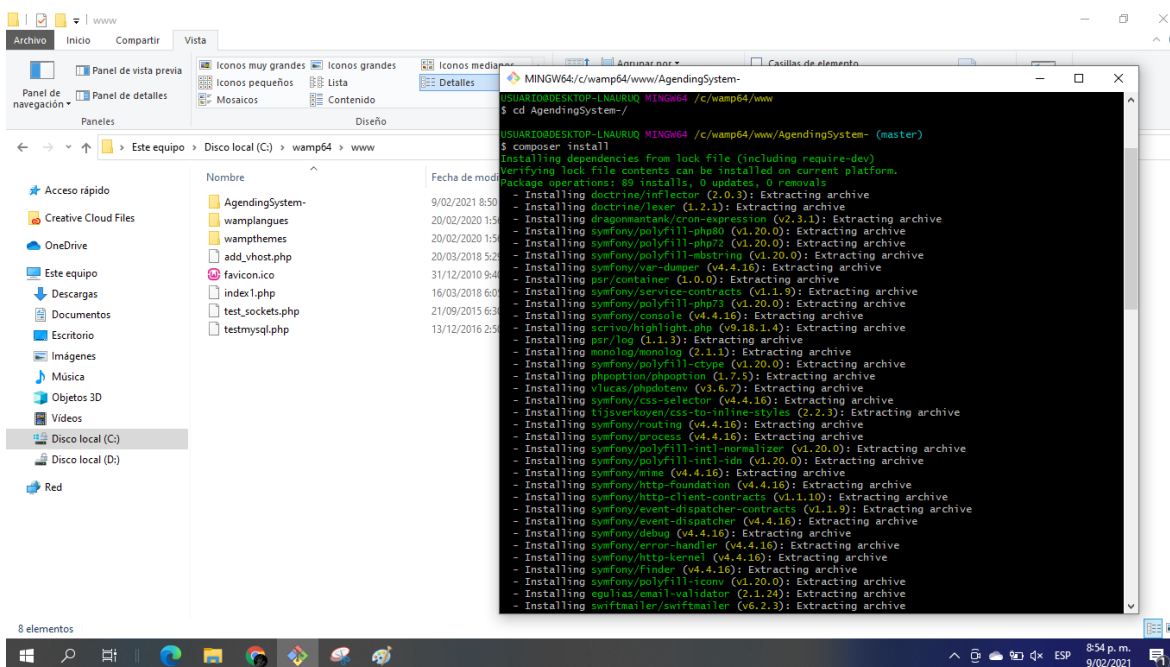 www
Archivo Inicio Compartir Vista
Panel de navegación
Panel de vista previa
Panel de detalles
Paneles
Iconos muy grandes Iconos grandes Iconos medianos
Iconos pequeños Lista Detalles
Mosaicos Contenido
Diseño
Agrupar por
Casillas de elemento
Este equipo > Disco local (C:) > wamp64 > www
Acceso rápido
Creative Cloud Files
OneDrive
Este equipo
Descargas
Documentos
Escritorio
Imágenes
Música
Objetos 3D
Vídeos
Disco local (C:)
Disco local (D:)
Red
Nombre Fecha de modi
AgendingSystem- 9/02/2021 8:50
wamplangues 20/02/2020 1:56
wampthemes 20/02/2020 1:56
add_vhost.php 20/03/2018 5:29
favicon.ico 31/12/2010 9:40
index1.php 16/03/2018 6:05
test_sockets.php 21/09/2015 6:30
testmysql.php 13/12/2016 2:50
8 elementos
MINGW64:/c/wamp64/www/AgendingSystem-
USUARIO@DESKTOP-LNAURUQ MINGW64 /c/wamp64/www
$ cd AgendingSystem-/
USUARIO@DESKTOP-LNAURUQ MINGW64 /c/wamp64/www/AgendingSystem- (master)
$ composer install
Installing dependencies from lock file (including require-dev)
Verifying lock file contents can be installed on current platform.
Package operations: 89 installs, 0 updates, 0 removals
- Installing doctrine/inflector (2.0.3): Extracting archive
- Installing doctrine/lexer (1.2.1): Extracting archive
- Installing dragonmantank/cron-expression (v2.3.1): Extracting archive
- Installing symfony/polyfill-php80 (v1.20.0): Extracting archive
- Installing symfony/polyfill-php72 (v1.20.0): Extracting archive
- Installing symfony/polyfill-mbstring (v1.20.0): Extracting archive
- Installing symfony/var-dumper (v4.4.16): Extracting archive
- Installing psr/container (1.0.0): Extracting archive
- Installing symfony/service-contracts (v1.1.9): Extracting archive
- Installing symfony/polyfill-php73 (v1.20.0): Extracting archive
- Installing symfony/console (v4.4.16): Extracting archive
- Installing scrivo/highlight.php (v9.18.1.4): Extracting archive
- Installing psr/log (1.1.3): Extracting archive
- Installing monolog/monolog (2.1.1): Extracting archive
- Installing symfony/polyfill-ctype (v1.20.0): Extracting archive
- Installing phpoption/phpoption (1.7.5): Extracting archive
- Installing vlucas/phpdotenv (v3.6.7): Extracting archive
- Installing symfony/css-selector (v4.4.16): Extracting archive
- Installing tijsverkoyen/css-to-inline-styles (2.2.3): Extracting archive
- Installing symfony/routing (v4.4.16): Extracting archive
- Installing symfony/process (v4.4.16): Extracting archive
- Installing symfony/polyfill-intl-normalizer (v1.20.0): Extracting archive
- Installing symfony/polyfill-intl-idn (v1.20.0): Extracting archive
- Installing symfony/mime (v4.4.16): Extracting archive
- Installing symfony/http-foundation (v4.4.16): Extracting archive
- Installing symfony/http-client-contracts (v1.1.10): Extracting archive
- Installing symfony/event-dispatcher-contracts (v1.1.9): Extracting archive
- Installing symfony/event-dispatcher (v4.4.16): Extracting archive
- Installing symfony/debug (v4.4.16): Extracting archive
- Installing symfony/error-handler (v4.4.16): Extracting archive
- Installing symfony/http-kernel (v4.4.16): Extracting archive
- Installing symfony/finder (v4.4.16): Extracting archive
- Installing symfony/polyfill-iconv (v1.20.0): Extracting archive
- Installing egulias/email-validator (2.1.24): Extracting archive
- Installing swiftmailer/swiftmailer (v6.2.3): Extracting archive
ESP
8:54 p. m.
9/02/2021